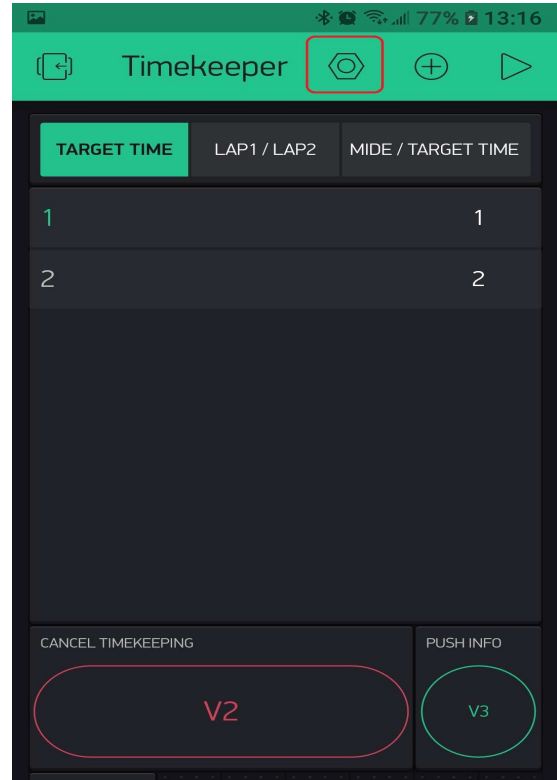 77% 13:16
Timekeeper
TARGET TIME LAP1 / LAP2 MIDE / TARGET TIME
1 1
2 2
CANCEL TIMEKEEPING PUSH INFO
V2 V3